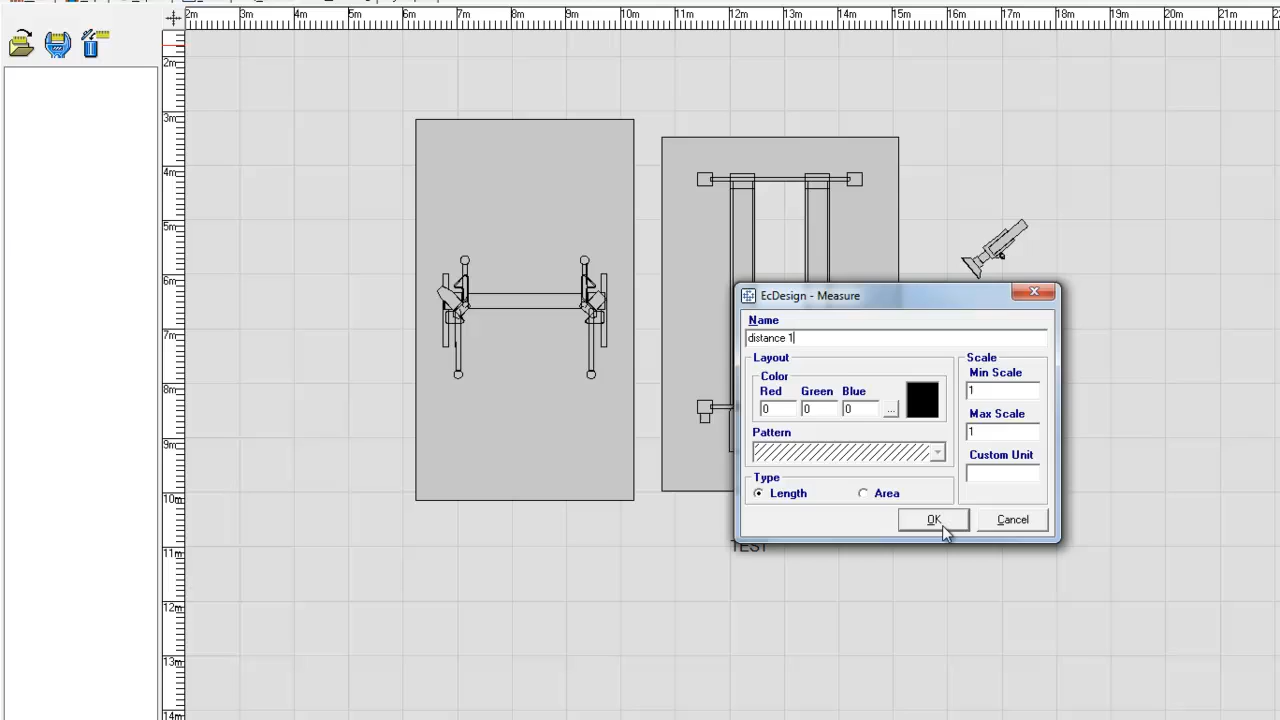 2m 3m 4m 5m 6m 7m 8m 9m 10m 11m 12m 13m 14m 15m 16m 17m 18m 19m 20m 21m 22
2m
3m
4m
5m
6m
7m
8m
9m
10m
11m
12m
13m
14m
EcDesign - Measure
Name
distance 1
Layout
Color
Red Green Blue
0 0 0 ...
Pattern
Type
Length Area
Scale
Min Scale
1
Max Scale
1
Custom Unit
OK Cancel
TEST